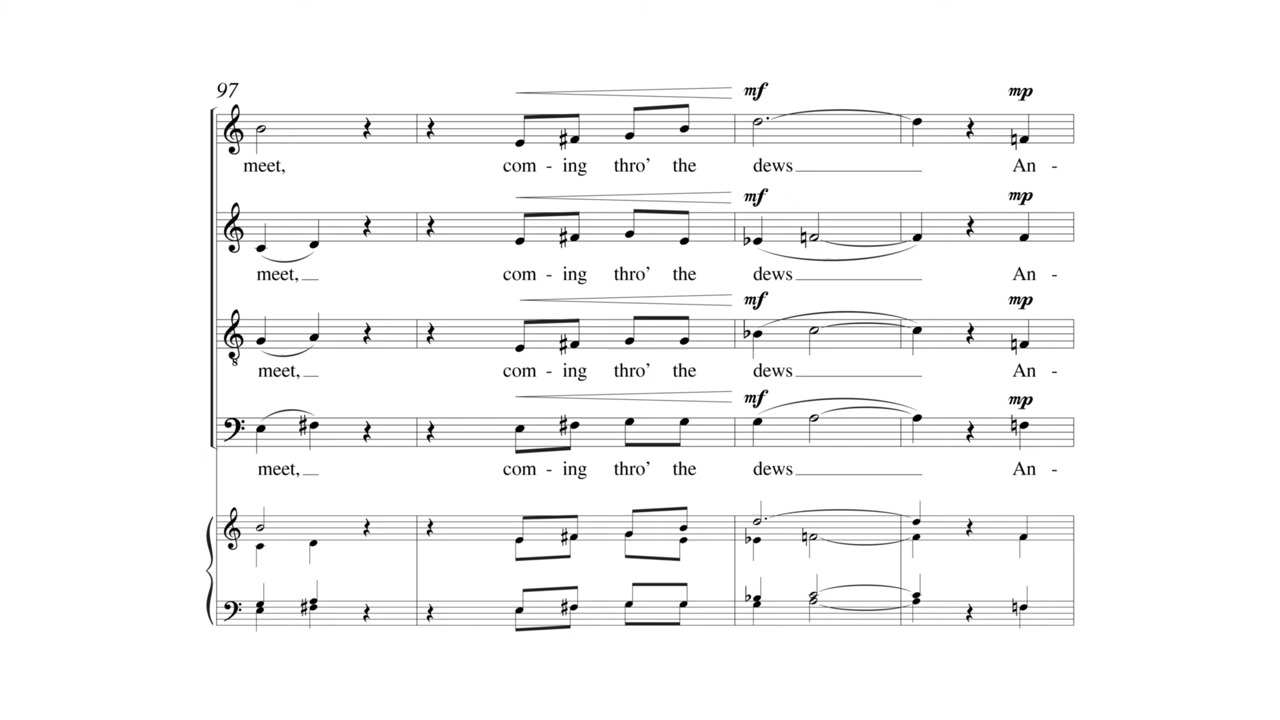 97
mf mp
meet, com - ing thro’ the dews An -
mf mp
meet, com - ing thro’ the dews An -
mf mp
meet, com - ing thro’ the dews An -
mf mp
meet, com - ing thro’ the dews An -